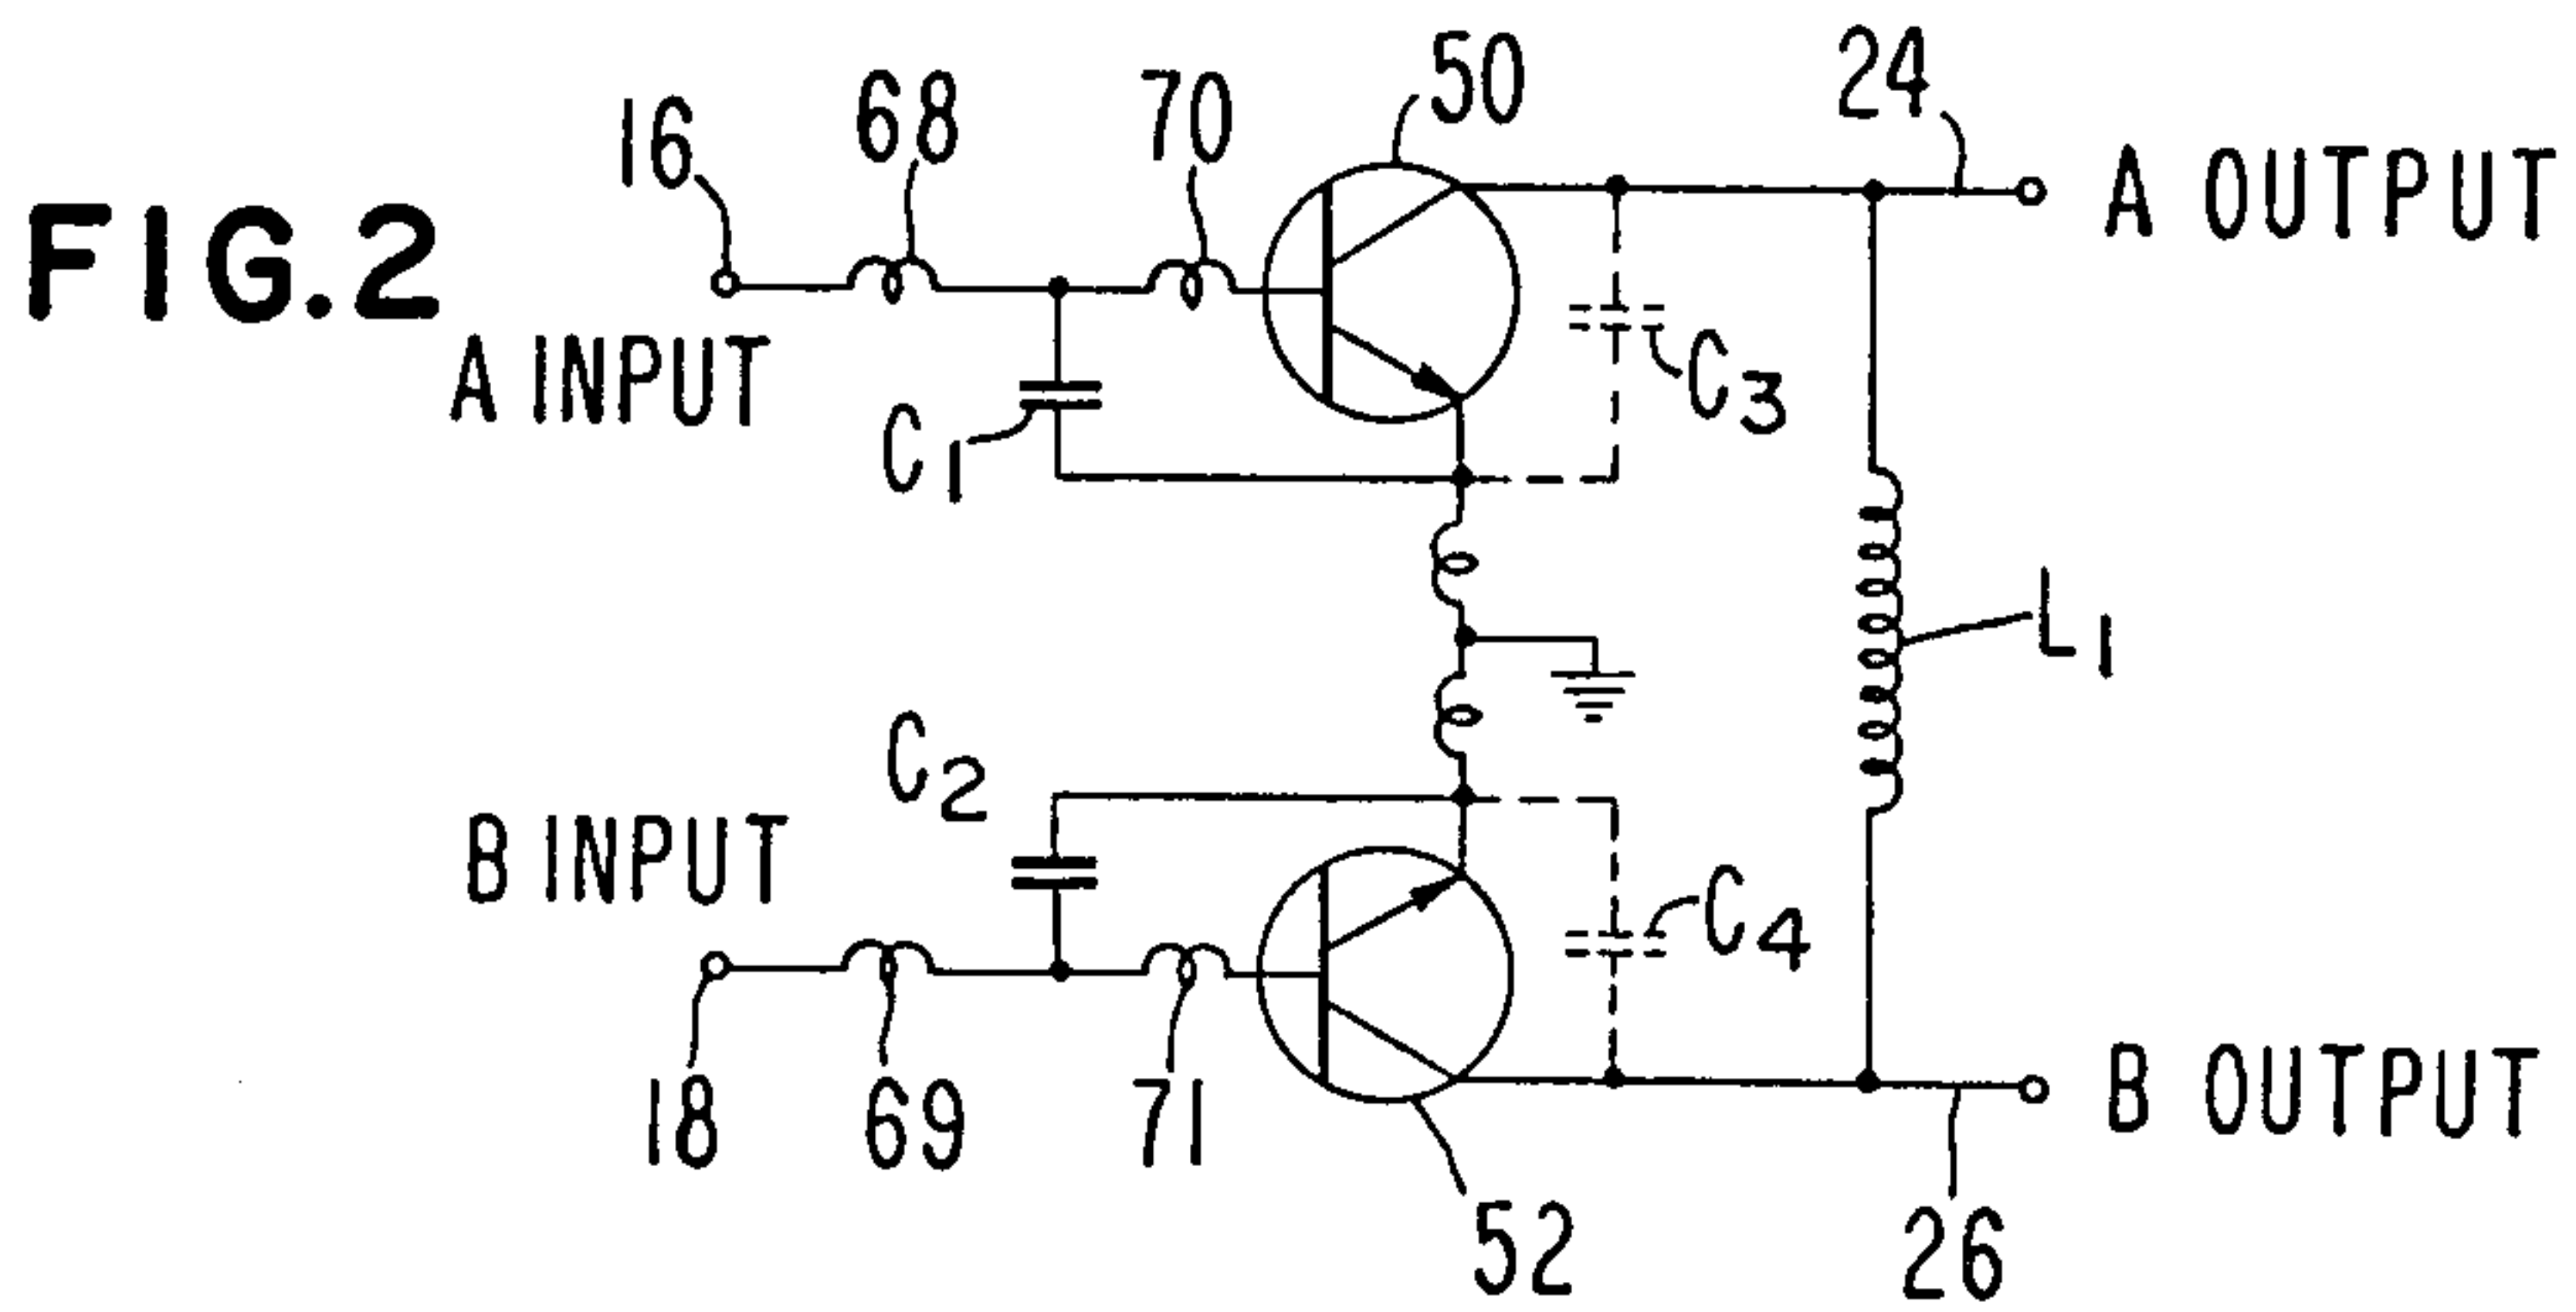 FIG.2
16
68
70
50
24
A OUTPUT
A INPUT
C1
C3
L1
C2
B INPUT
C4
18
69
71
52
26
B OUTPUT